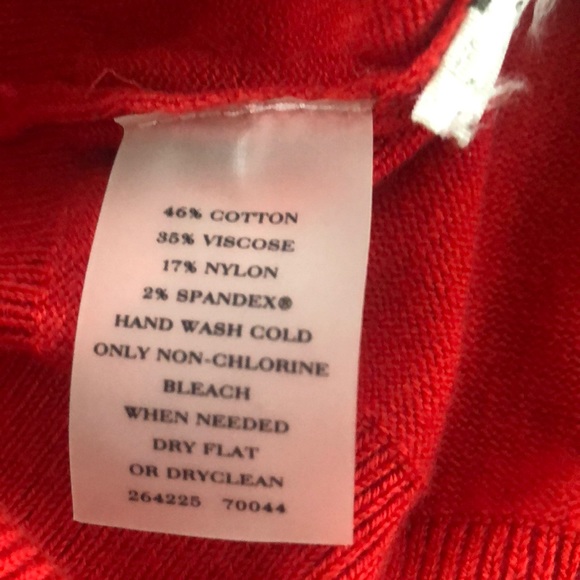 46% COTTON
35% VISCOSE
17% NYLON
2% SPANDEX®
HAND WASH COLD
ONLY NON-CHLORINE
BLEACH
WHEN NEEDED
DRY FLAT
OR DRYCLEAN
264225 70044